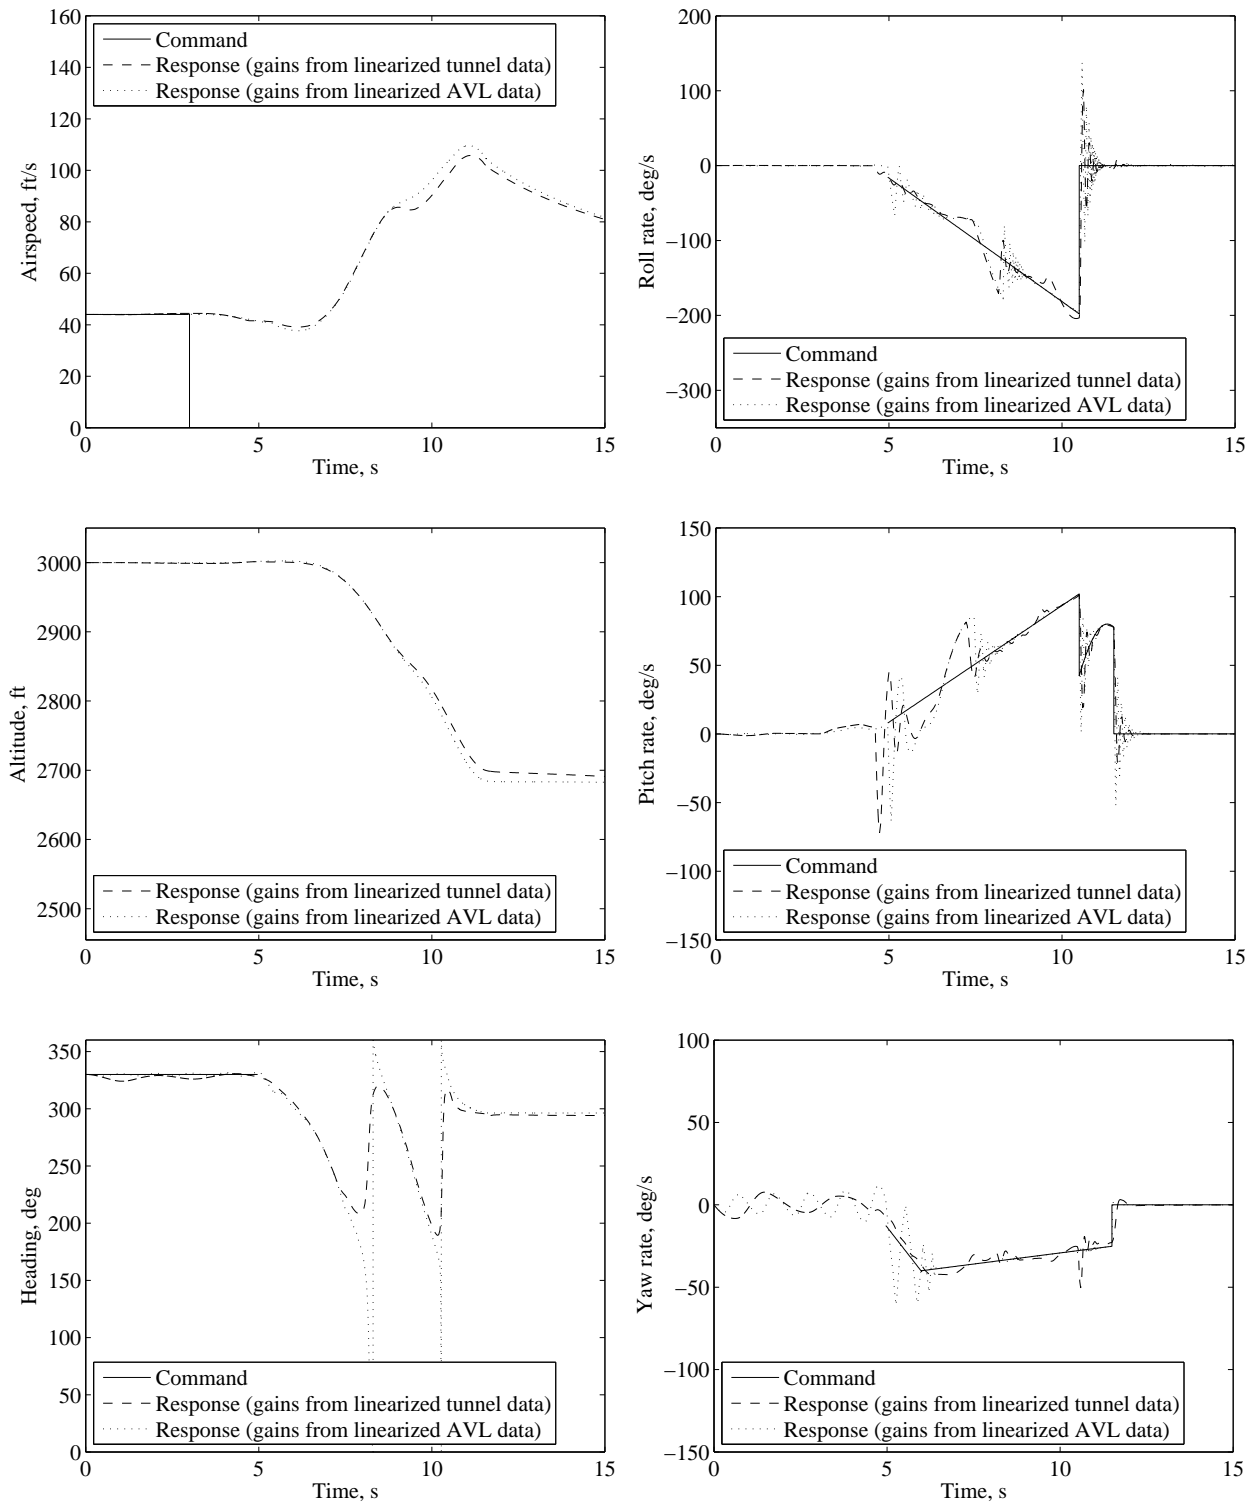 160
140
120
100
80
60
40
20
0
0 5 10 15
Airspeed, ft/s
Time, s
Command
Response (gains from linearized tunnel data)
Response (gains from linearized AVL data)
200
100
0
−100
−200
−300
0 5 10 15
Roll rate, deg/s
Time, s
Command
Response (gains from linearized tunnel data)
Response (gains from linearized AVL data)
3000
2900
2800
2700
2600
2500
0 5 10 15
Altitude, ft
Time, s
Response (gains from linearized tunnel data)
Response (gains from linearized AVL data)
150
100
50
0
−50
−100
−150
0 5 10 15
Pitch rate, deg/s
Time, s
Command
Response (gains from linearized tunnel data)
Response (gains from linearized AVL data)
350
300
250
200
150
100
50
0
0 5 10 15
Heading, deg
Time, s
Command
Response (gains from linearized tunnel data)
Response (gains from linearized AVL data)
100
50
0
−50
−100
−150
0 5 10 15
Yaw rate, deg/s
Time, s
Command
Response (gains from linearized tunnel data)
Response (gains from linearized AVL data)